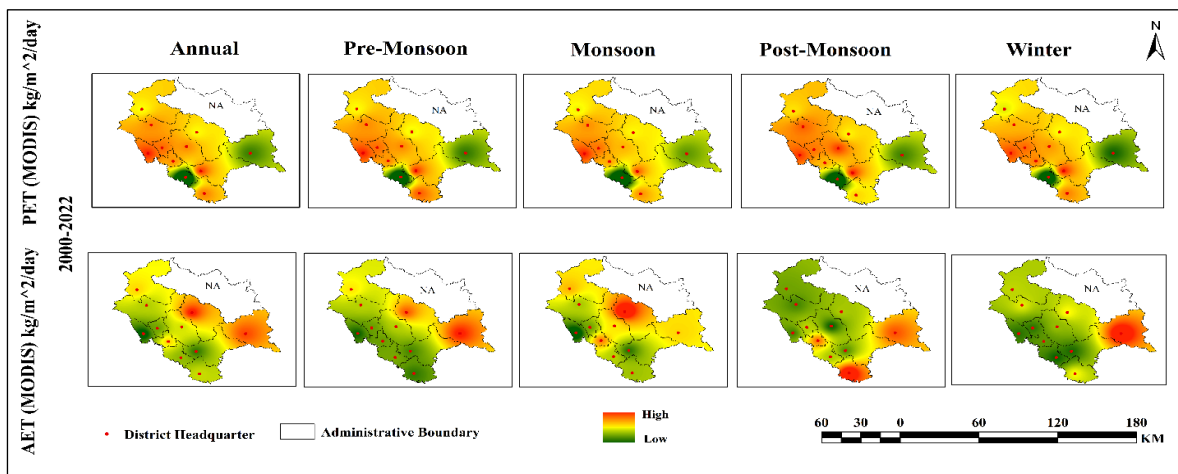 Annual
Pre-Monsoon
Monsoon
Post-Monsoon
Winter
N
PET (MODIS) kg/m^2/day
NA
NA
NA
NA
NA
2000-2022
AET (MODIS) kg/m^2/day
NA
NA
NA
NA
NA
District Headquarter
Administrative Boundary
High
Low
60 30 0 60 120 180
KM